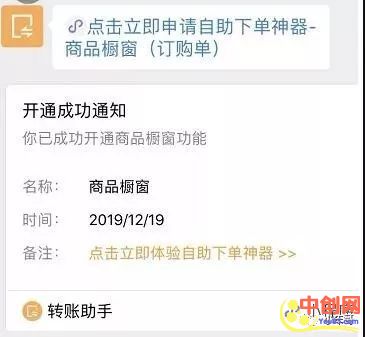 点击立即申请自助下单神器-
商品橱窗（订购单）
开通成功通知
你已成功开通商品橱窗功能
名称： 商品橱窗
时间： 2019/12/19
备注： 点击立即体验自助下单神器 >>
转账助手
中创网